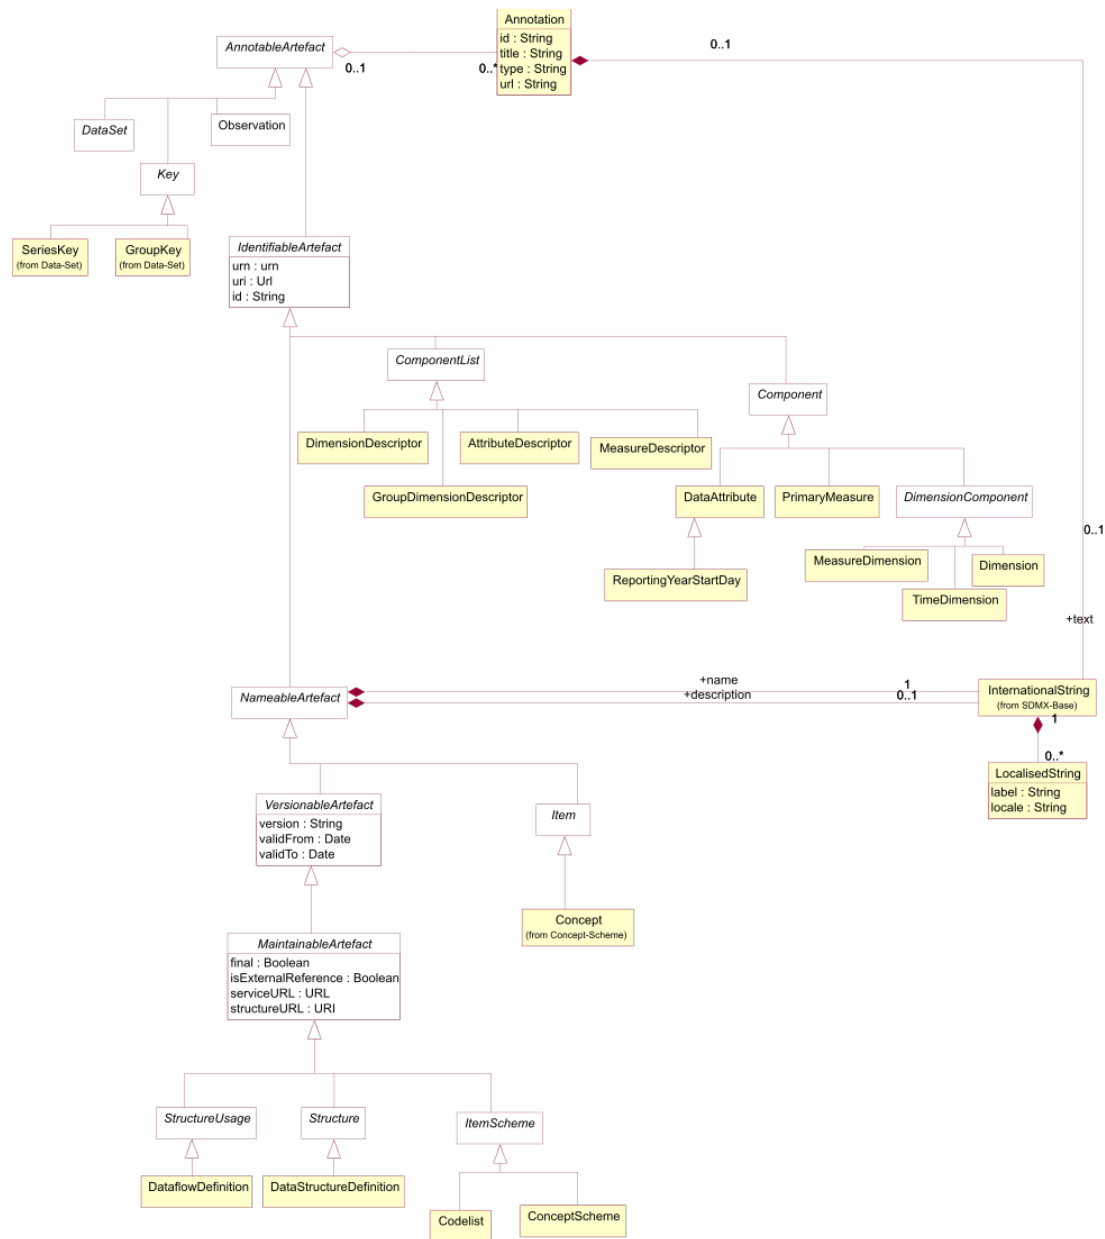 Annotation
id : String
title : String
type : String
url : String
0..1
AnnotableArtefact
0..1
0..*
DataSet
Observation
Key
SeriesKey
(from Data-Set)
GroupKey
(from Data-Set)
IdentifiableArtefact
urn : urn
uri : Url
id : String
ComponentList
Component
DimensionDescriptor
AttributeDescriptor
MeasureDescriptor
GroupDimensionDescriptor
DataAttribute
PrimaryMeasure
DimensionComponent
0..1
MeasureDimension
Dimension
ReportingYearStartDay
TimeDimension
+text
NameableArtefact
+name
1
+description
0..1
InternationalString
(from SDMX-Base)
1
0..*
LocalisedString
label : String
locale : String
VersionableArtefact
version : String
validFrom : Date
validTo : Date
Item
Concept
(from Concept-Scheme)
MaintainableArtefact
final : Boolean
isExternalReference : Boolean
serviceURL : URL
structureURL : URI
StructureUsage
Structure
ItemScheme
DataflowDefinition
DataStructureDefinition
Codelist
ConceptScheme